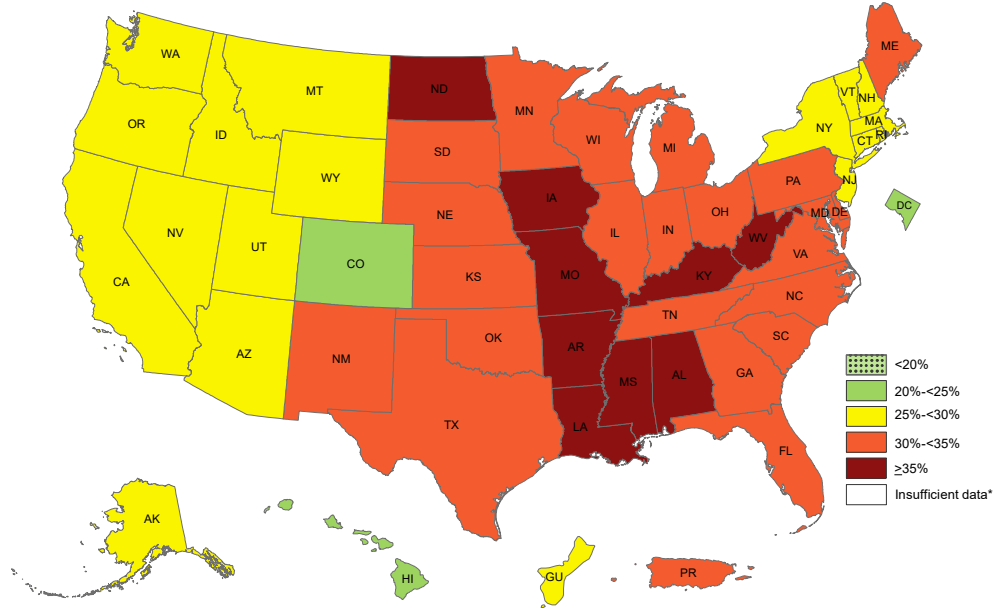 WA
MT
ND
MN
ME
OR
ID
SD
WI
MI
NY
VT
NH
MA
CT
RI
WY
NE
IA
PA
NJ
NV
UT
CO
KS
MO
IL
IN
OH
WV
MD
DE
DC
CA
KY
VA
AZ
NM
OK
AR
TN
NC
SC
TX
LA
MS
AL
GA
FL
AK
HI
GU
PR
<20%
20%-<25%
25%-<30%
30%-<35%
≥35%
Insufficient data*